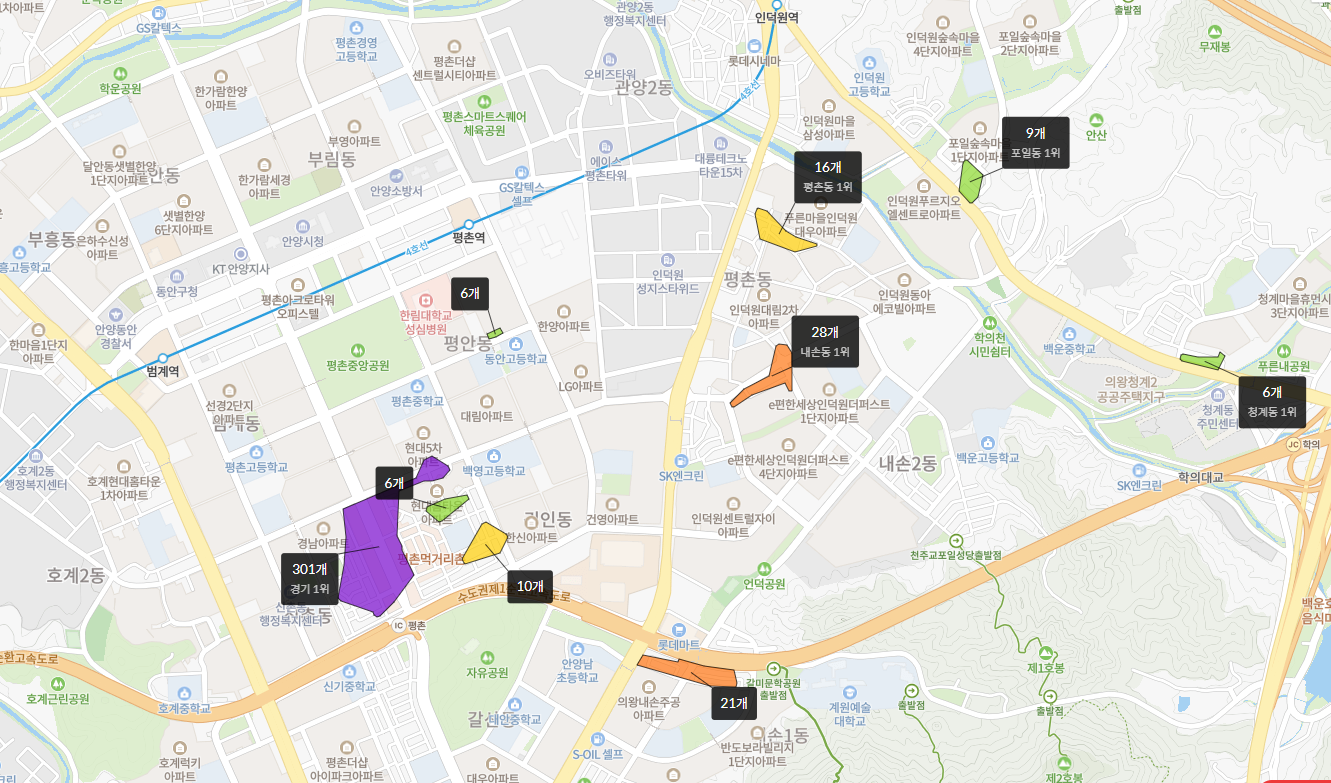 GS칼텍스
관양2동
행정복지센터
인덕원역
출발점
평촌경영
고등학교
평촌더샵
센트럴시티아파트
오비즈타워
관양2동
롯데시네마
인덕원숲속마을
4단지아파트
포일숲속마을
2단지아파트
무재봉
학운공원
한가람한양
아파트
인덕원
고등학교
4호선
평촌스마트스퀘어
체육공원
인덕원마을
삼성아파트
안산
부영아파트
부림동
에이스
평촌타워
대륭테크노
타운15차
포일숲속마을
1단지아파트
9개
포일동 1위
달안동샛별한양
1단지아파트
한가람세경
아파트
안양소방서
GS칼텍스
셀프
16개
평촌동 1위
샛별한양
6단지아파트
안양시청
평촌역
푸른마을인덕원
대우아파트
인덕원푸르지오
엘센트로아파트
부흥동
은하수신성
아파트
KT 안양지사
4호선
동안구청
평촌아크로타워
오피스텔
한림대학교
성심병원
6개
인덕원
성지스타위드
평촌동
인덕원대림2차
아파트
인덕원동아
에코빌아파트
청계마을휴먼시
3단지아파트
안양동안
경찰서
한마음1단지
아파트
한양아파트
평안동
동안고등학교
28개
내손동 1위
학의천
시민쉼터
백운중학교
푸른내공원
범계역
평촌중앙공원
LG아파트
의왕청계2
공공주택지구
6개
청계동 1위
청계동
주민센터
선경2단지
아파트
평촌중학교
대림아파트
e편한세상인덕원더퍼스트
1단지아파트
JC 학의
호계2동
행정복지센터
평촌고등학교
현대5차
아파트
백영고등학교
SK엔크린
e편한세상인덕원더퍼스트
4단지아파트
내손2동
백운고등학교
SK엔크린
학의대교
호계현대홈타운
1차아파트
6개
건영아파트
인덕원센트럴자이
아파트
경남아파트
한신아파트
평촌먹거리촌
천주교포일성당출발점
호계2동
301개
경기 1위
10개
언덕공원
행정복지센터
IC 평촌
롯데마트
호계근린공원
호계중학교
신기중학교
자유공원
안양남
초등학교
갈미문학공원
출발점
제1호봉
의왕내손주공
아파트
21개
계원예술
대학교
출발점
출발점
S-OIL 셀프
반도보라빌리지
1단지아파트
호계럭키
아파트
평촌더샵
아이파크아파트
대우아파트
제2호봉